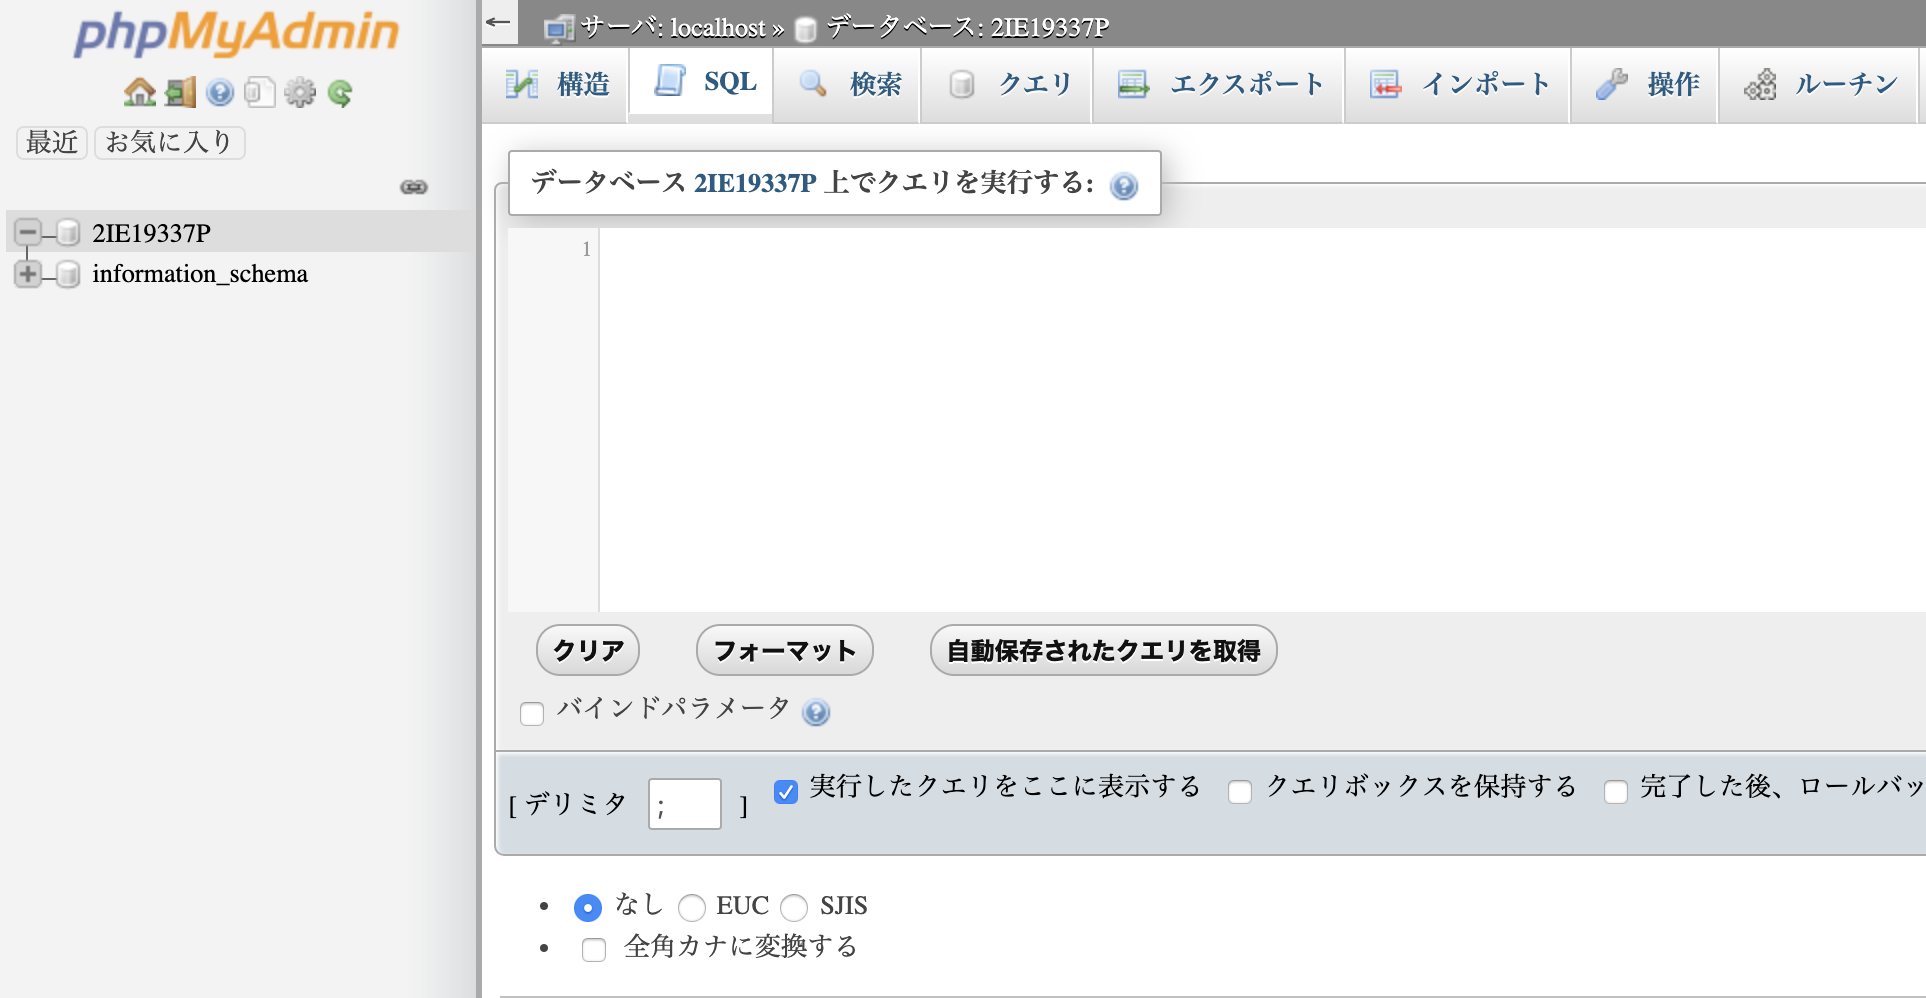 phpMyAdmin
最近 お気に入り
2IE19337P
information_schema
← サーバ: localhost » データベース: 2IE19337P
構造 SQL 検索 クエリ エクスポート インポート 操作 ルーチン
データベース 2IE19337P 上でクエリを実行する:
1
クリア フォーマット 自動保存されたクエリを取得
バインドパラメータ
[ デリミタ ; ] 実行したクエリをここに表示する クエリボックスを保持する 完了した後、ロールバッ
• なし EUC SJIS
• 全角カナに変換する